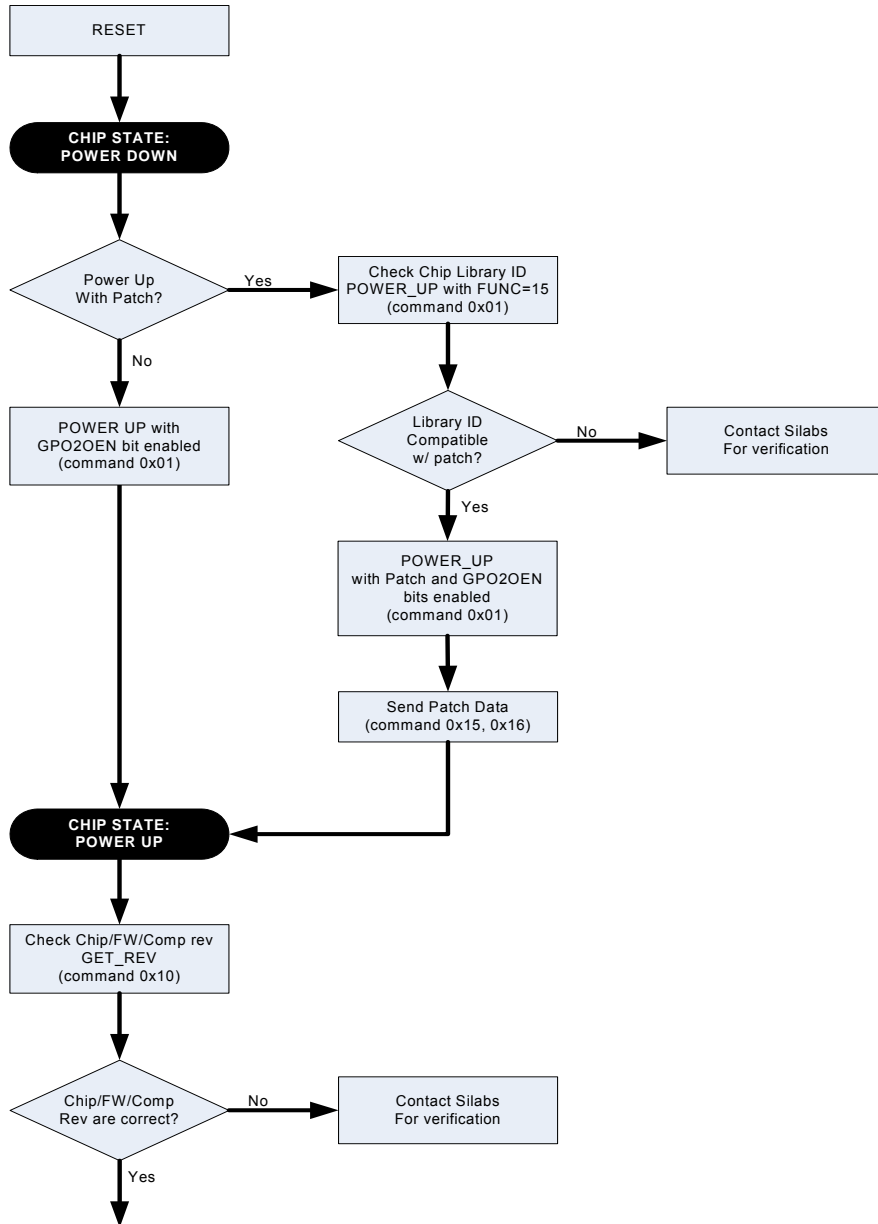 RESET
CHIP STATE:
POWER DOWN
Power Up
With Patch?
Yes
Check Chip Library ID
POWER_UP with FUNC=15
(command 0x01)
No
POWER UP with
GPO2OEN bit enabled
(command 0x01)
Library ID
Compatible
w/ patch?
No
Contact Silabs
For verification
Yes
POWER_UP
with Patch and GPO2OEN
bits enabled
(command 0x01)
Send Patch Data
(command 0x15, 0x16)
CHIP STATE:
POWER UP
Check Chip/FW/Comp rev
GET_REV
(command 0x10)
Chip/FW/Comp
Rev are correct?
No
Contact Silabs
For verification
Yes